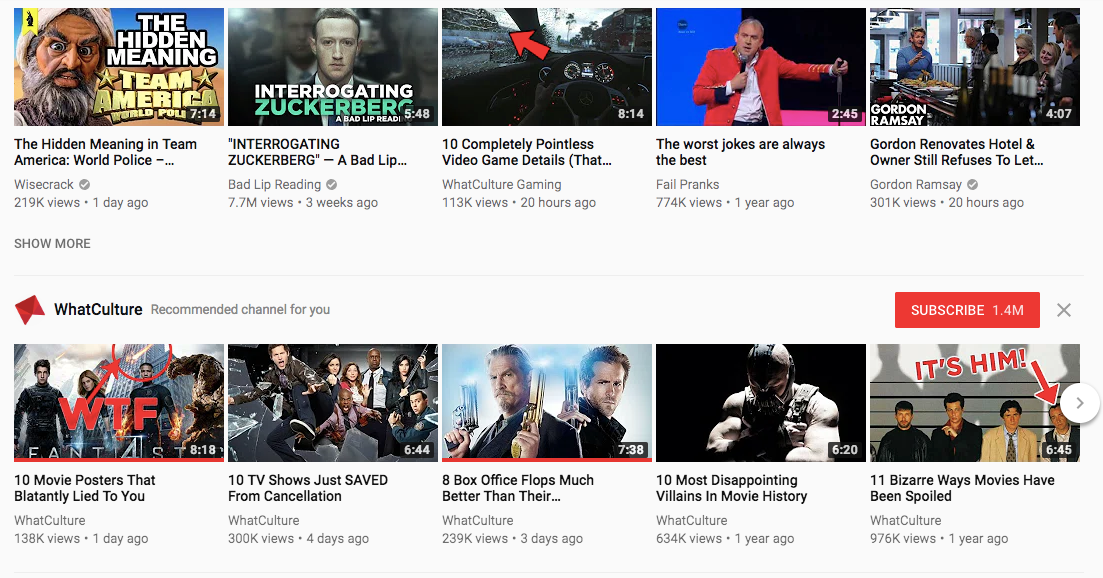 THE
HIDDEN
MEANING
TEAM
AMERICA
WORLD POLI
7:14
INTERROGATING
ZUCKERBERG
A BAD LIP READI
5:48
8:14
2:45
GORDON
RAMSAY
4:07
The Hidden Meaning in Team
America: World Police –...
Wisecrack
219K views • 1 day ago
"INTERROGATING
ZUCKERBERG" — A Bad Lip...
Bad Lip Reading
7.7M views • 3 weeks ago
10 Completely Pointless
Video Game Details (That...
WhatCulture Gaming
113K views • 20 hours ago
The worst jokes are always
the best
Fail Pranks
774K views • 1 year ago
Gordon Renovates Hotel &
Owner Still Refuses To Let...
Gordon Ramsay
301K views • 20 hours ago
SHOW MORE
WhatCulture Recommended channel for you
SUBSCRIBE 1.4M
WTF
FANT4STI
8:18
6:44
7:38
6:20
IT'S HIM!
6:45
10 Movie Posters That
Blatantly Lied To You
WhatCulture
138K views • 1 day ago
10 TV Shows Just SAVED
From Cancellation
WhatCulture
300K views • 4 days ago
8 Box Office Flops Much
Better Than Their...
WhatCulture
239K views • 3 days ago
10 Most Disappointing
Villains In Movie History
WhatCulture
634K views • 1 year ago
11 Bizarre Ways Movies Have
Been Spoiled
WhatCulture
976K views • 1 year ago